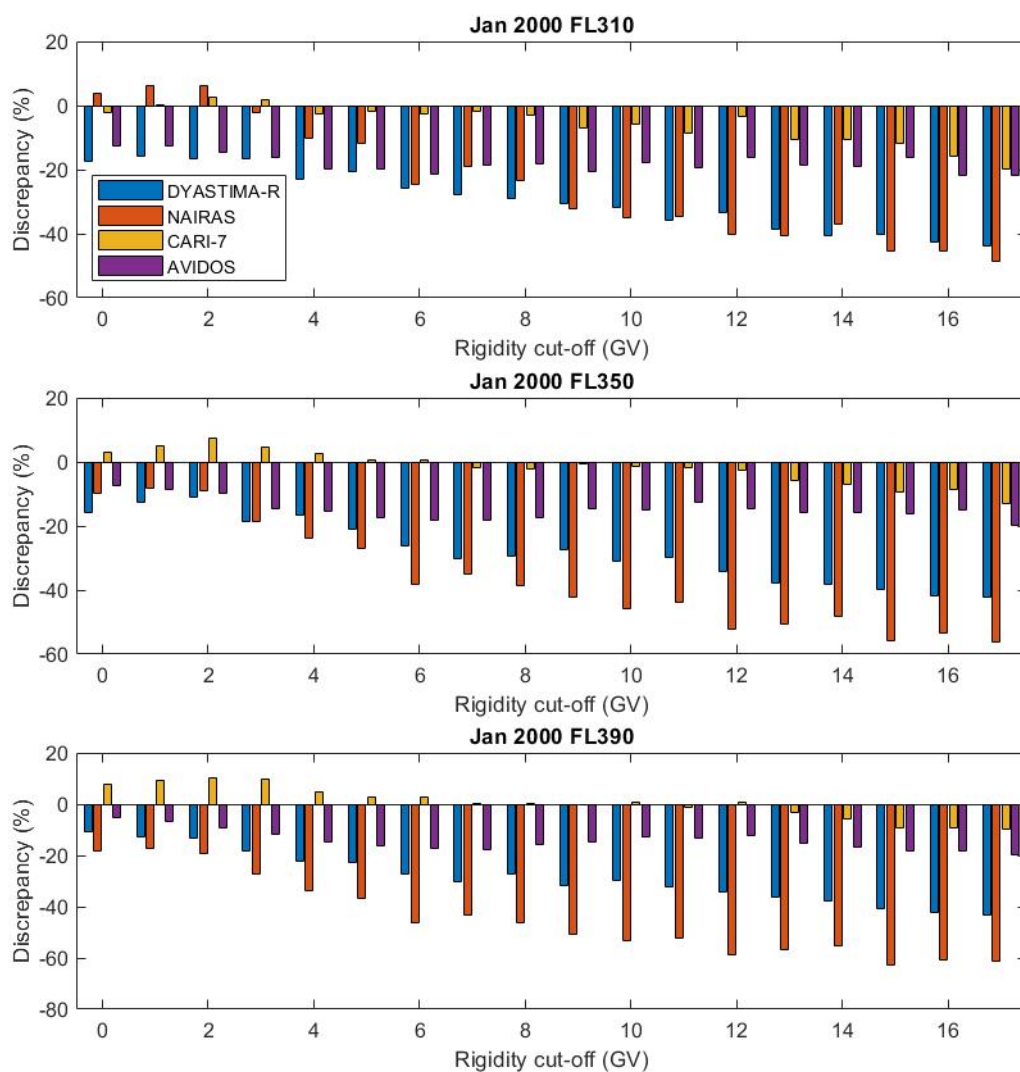 Jan 2000 FL310
20
0
-20
-40
-60
Discrepancy (%)
DYASTIMA-R
NAIRAS
CARI-7
AVIDOS
0 2 4 6 8 10 12 14 16
Rigidity cut-off (GV)
Jan 2000 FL350
20
0
-20
-40
-60
Discrepancy (%)
0 2 4 6 8 10 12 14 16
Rigidity cut-off (GV)
Jan 2000 FL390
20
0
-20
-40
-60
-80
Discrepancy (%)
0 2 4 6 8 10 12 14 16
Rigidity cut-off (GV)